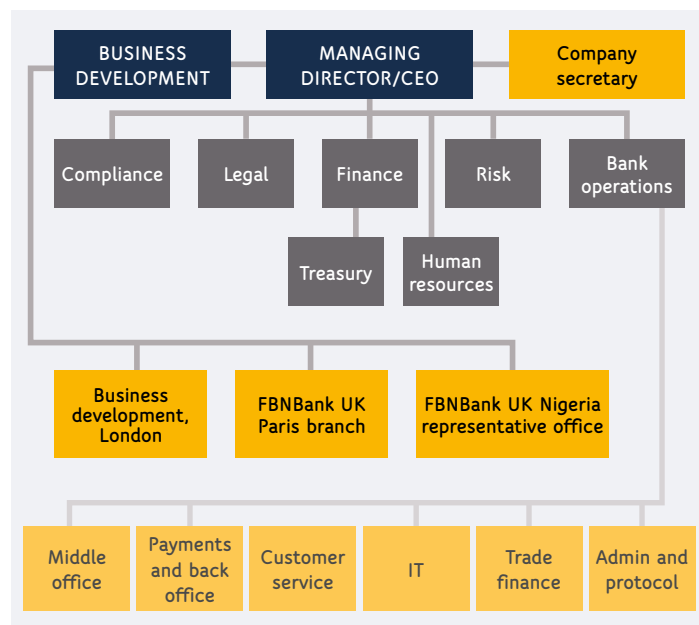 BUSINESS
DEVELOPMENT
MANAGING
DIRECTOR/CEO
Company
secretary
Compliance
Legal
Finance
Risk
Bank
operations
Treasury
Human
resources
Business
development,
London
FBNBank UK
Paris branch
FBNBank UK Nigeria
representative office
Middle
office
Payments
and back
office
Customer
service
IT
Trade
finance
Admin and
protocol